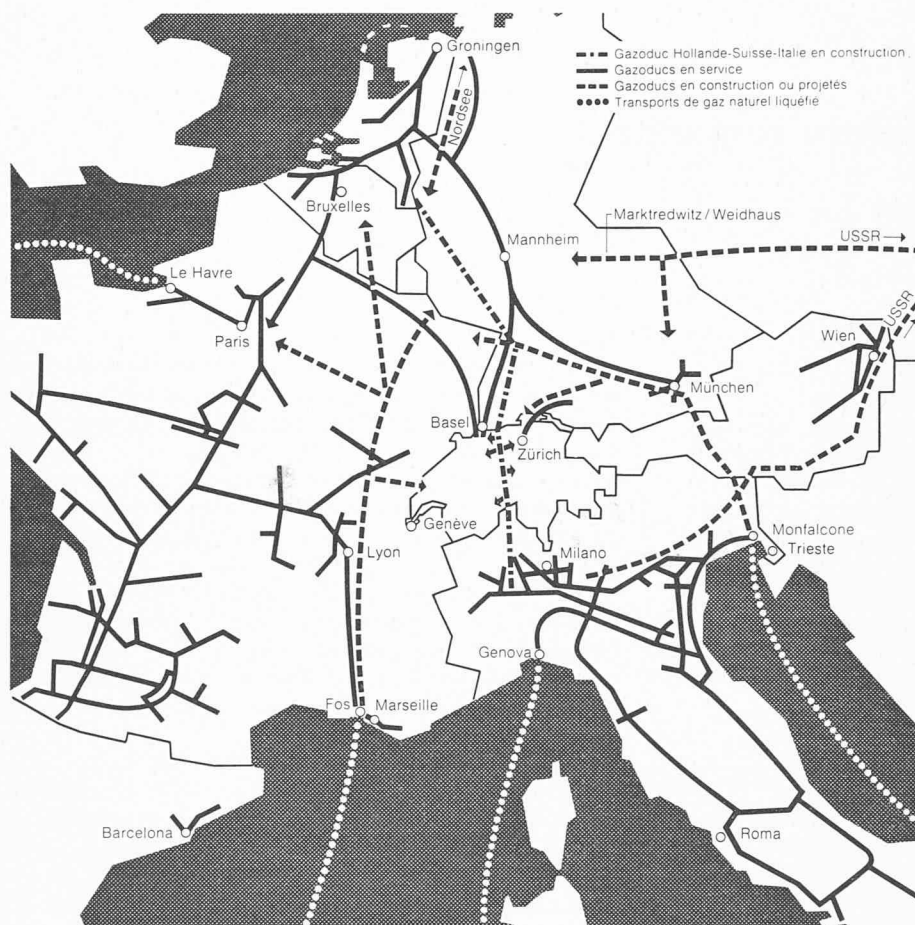 Groningen
Gazoduc Hollande-Suisse-Italie en construction.
Gazoducs en service
Gazoducs en construction ou projetés
Transports de gaz naturel liquéfié
Nordsee
Bruxelles
Marktredwitz / Weidhaus
Mannheim
USSR
Le Havre
USSR
Paris
Wien
München
Basel
Zürich
Genève
Monfalcone
Lyon
Milano
Trieste
Genova
Fos
Marseille
Barcelona
Roma